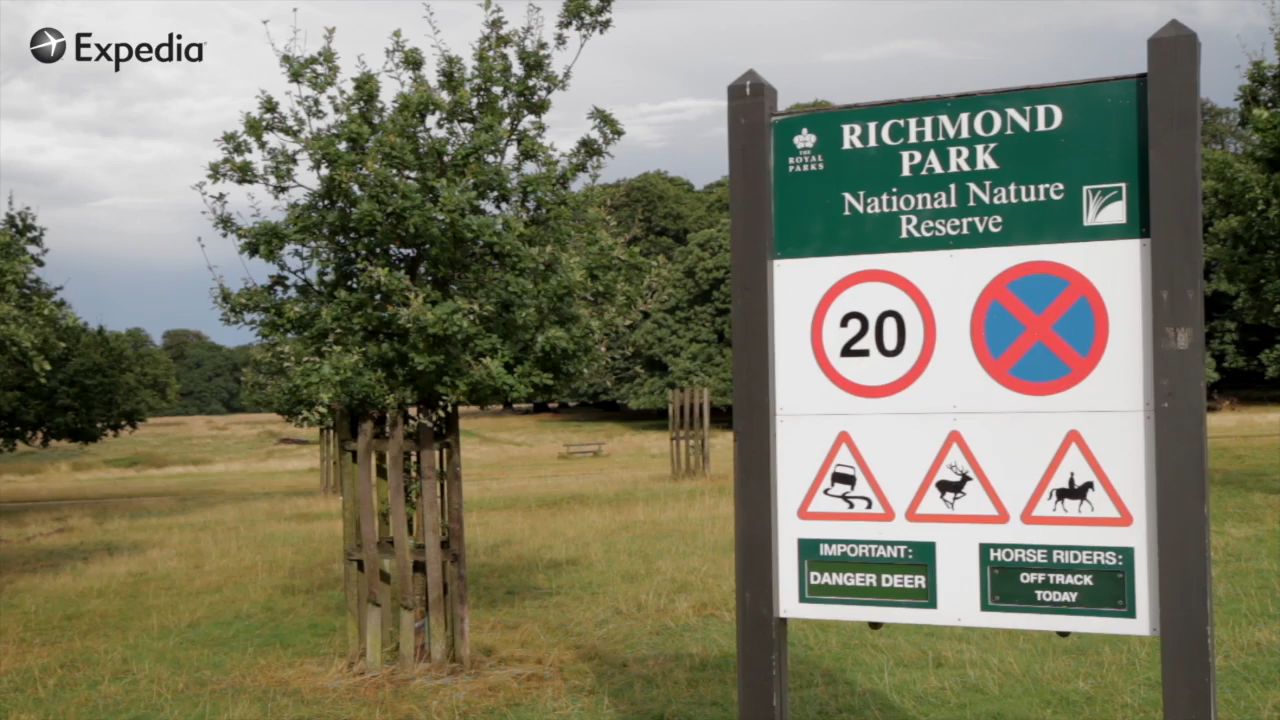 Expedia
THE
ROYAL
PARKS
RICHMOND
PARK
National Nature
Reserve
20
IMPORTANT:
DANGER DEER
HORSE RIDERS:
OFF TRACK
TODAY